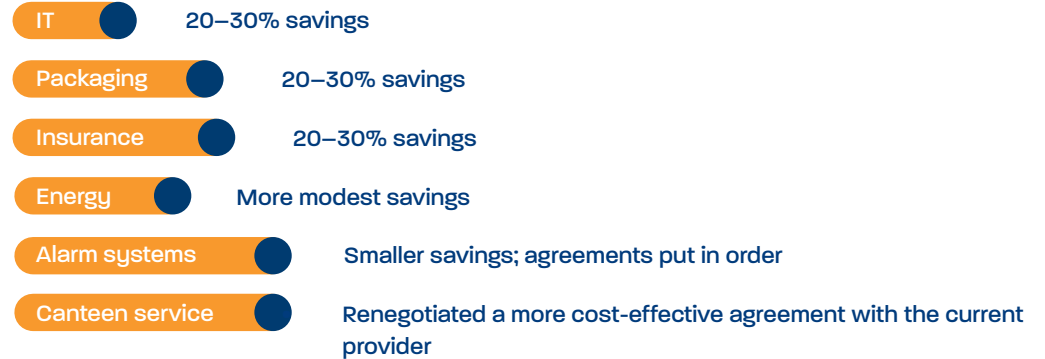 IT 20–30% savings
Packaging 20–30% savings
Insurance 20–30% savings
Energy More modest savings
Alarm systems Smaller savings; agreements put in order
Canteen service Renegotiated a more cost-effective agreement with the current
provider